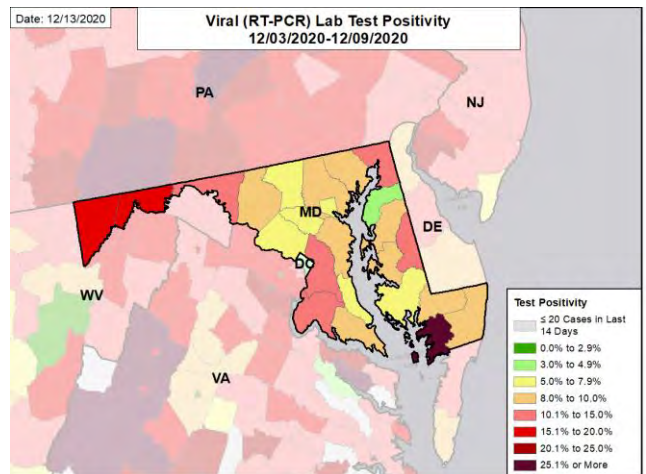 Date: 12/13/2020
Viral (RT-PCR) Lab Test Positivity
12/03/2020-12/09/2020
PA
NJ
MD
DE
DC
WV
VA
Test Positivity
≤ 20 Cases in Last
14 Days
0.0% to 2.9%
3.0% to 4.9%
5.0% to 7.9%
8.0% to 10.0%
10.1% to 15.0%
15.1% to 20.0%
20.1% to 25.0%
25.1% or More